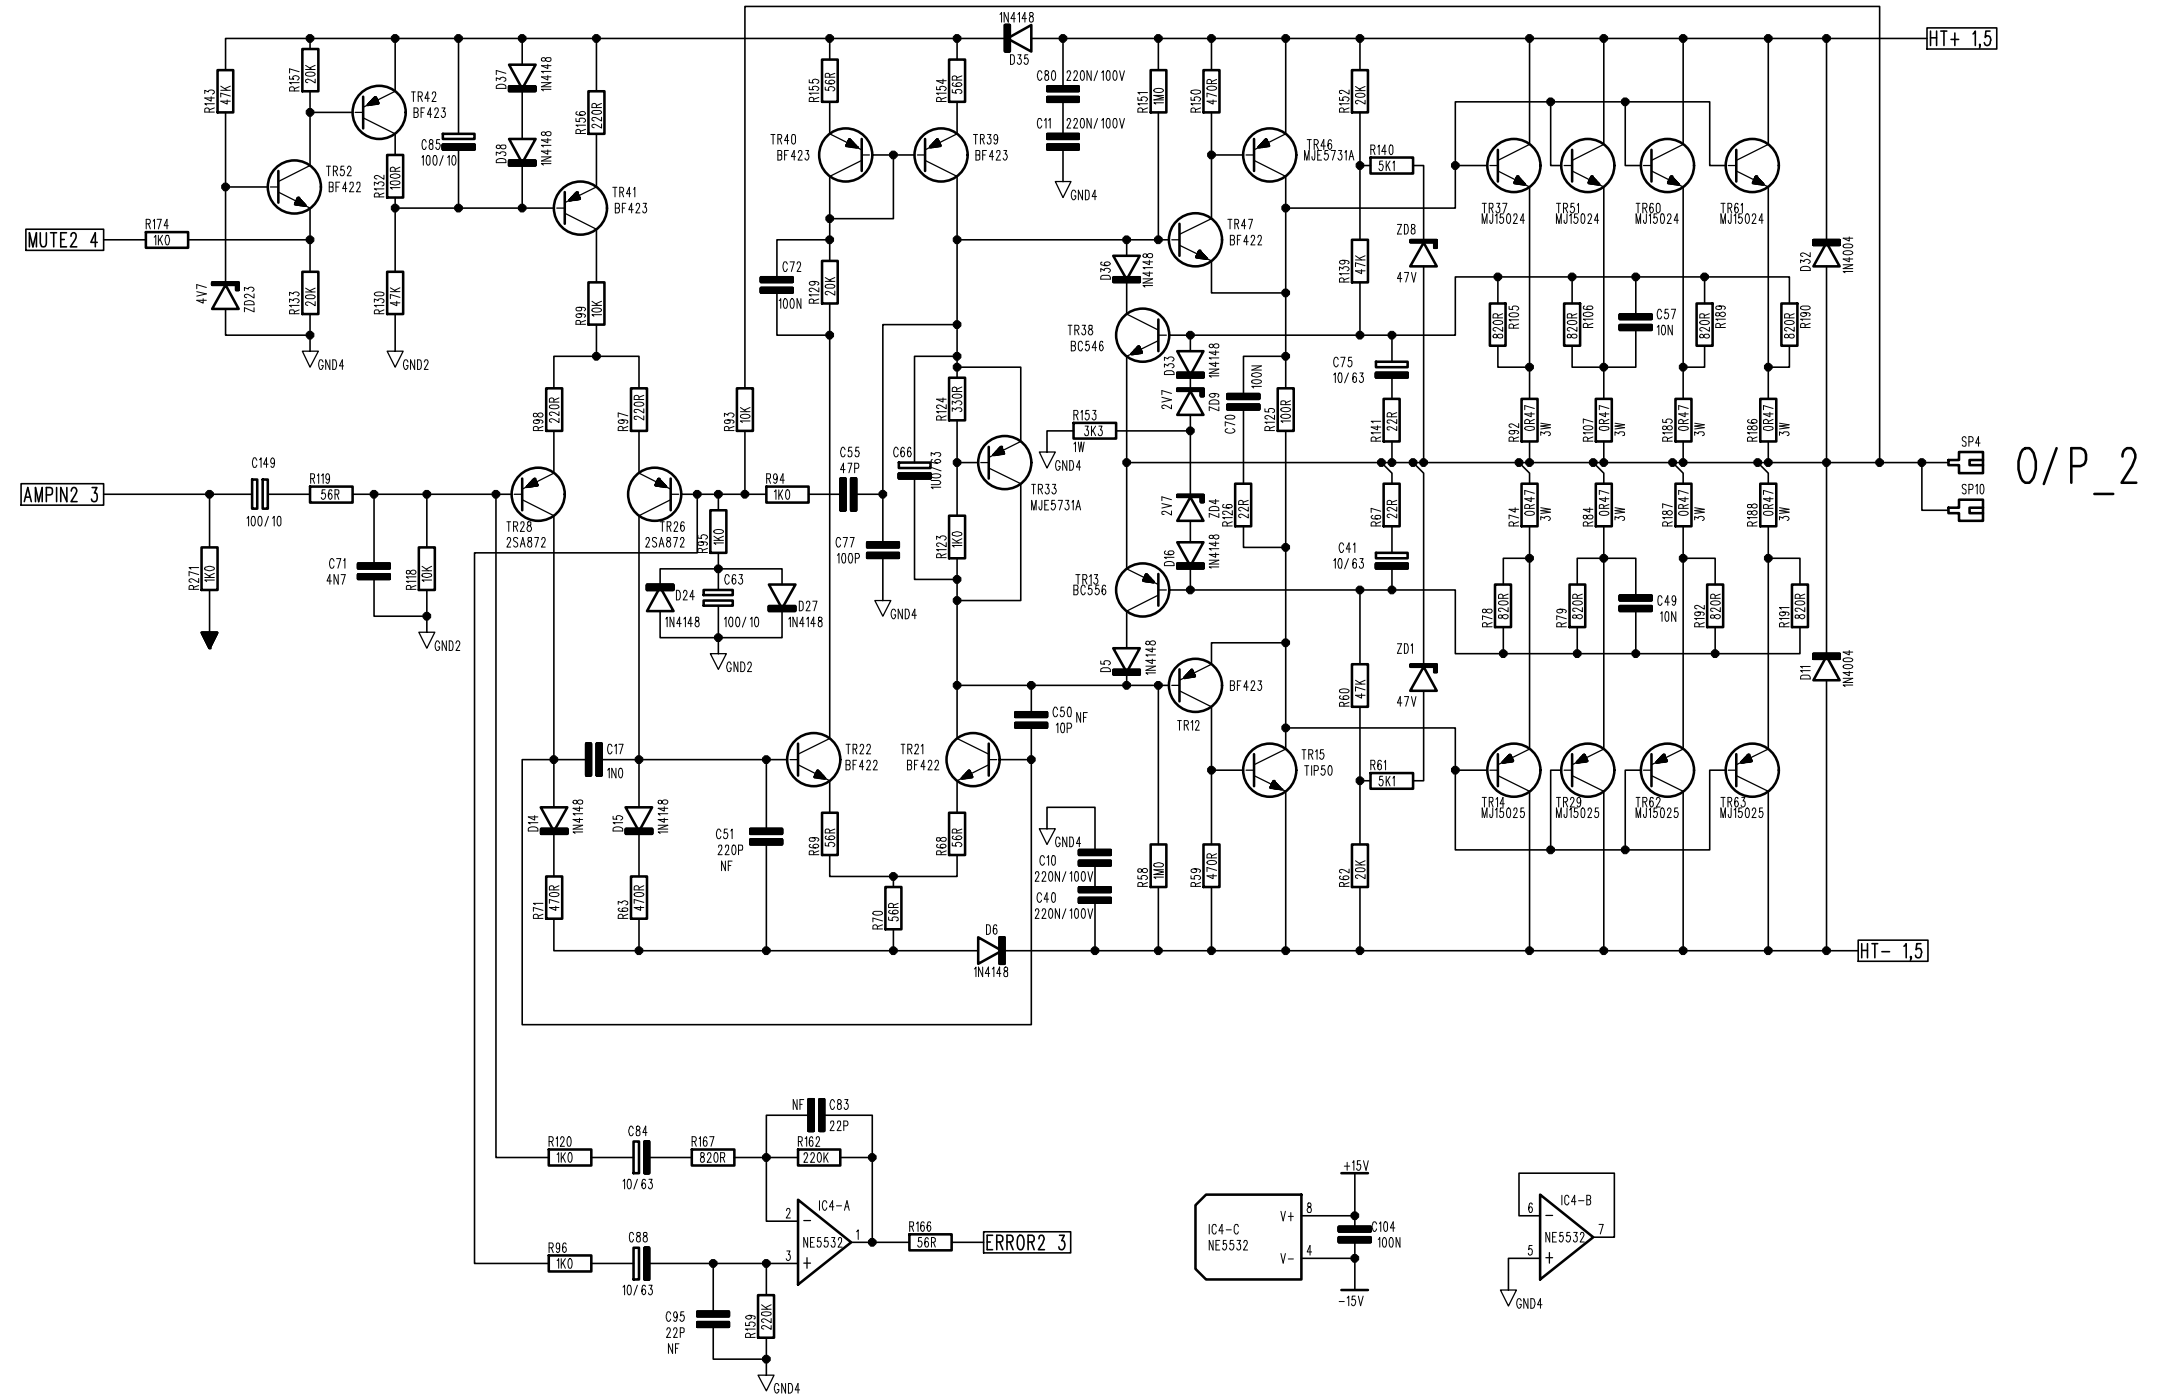 1N4148
D35
HT+ 1,5
R143
47K
R157
20K
TR42
BF423
C85
100/10
D37
1N4148
D38
1N4148
R156
220R
R155
56R
R154
56R
C80
220N/100V
C11
220N/100V
GND4
R151
1M0
R150
470R
R152
20K
TR40
BF423
TR39
BF423
TR46
MJE5731A
R140
5K1
TR37
MJ15024
TR51
MJ15024
TR60
MJ15024
TR61
MJ15024
TR52
BF422
R132
100R
TR41
BF423
MUTE2 4
R174
1K0
TR47
BF422
ZD8
47V
D32
1N4004
4V7
ZD23
R133
20K
R130
47K
R99
10K
C72
100N
R129
20K
D36
1N4148
R139
47K
GND4
GND2
TR38
BC546
D33
1N4148
2V7
ZD9
C70
100N
R125
100R
C75
10/63
R141
22R
820R
R105
820R
R106
C57
10N
820R
R189
820R
R190
R98
220R
R97
220R
R93
10K
R124
330R
R153
3K3
1W
GND4
R92
0R47
3W
R107
0R47
3W
R185
0R47
3W
R186
0R47
3W
C149
100/10
R119
56R
AMPIN2 3
R94
1K0
C55
47P
C66
100/63
TR33
MJE5731A
SP4
SP10
O/P_2
TR28
2SA872
TR26
2SA872
R95
1K0
C77
100P
R123
1K0
2V7
ZD4
R126
22R
D16
1N4148
R67
22R
C41
10/63
R74
0R47
3W
R84
0R47
3W
R187
0R47
3W
R188
0R47
3W
R271
1K0
C71
4N7
R118
10K
GND2
D24
1N4148
C63
100/10
D27
1N4148
GND2
GND4
TR13
BC556
R78
820R
R79
820R
C49
10N
R192
820R
R191
820R
D5
1N4148
BF423
TR12
R60
47K
ZD1
47V
D11
1N4004
C50
10P
NF
C17
1N0
TR22
BF422
TR21
BF422
TR15
TIP50
R61
5K1
TR14
MJ15025
TR29
MJ15025
TR62
MJ15025
TR63
MJ15025
D14
1N4148
D15
1N4148
C51
220P
NF
R69
56R
R68
56R
GND4
C10
220N/100V
C40
220N/100V
R58
1M0
R59
470R
R62
20K
R71
470R
R63
470R
R70
56R
D6
1N4148
HT- 1,5
NF
C83
22P
R120
1K0
C84
10/63
R167
820R
R162
220K
IC4-A
2
3
1
NE5532
R166
56R
ERROR2 3
R96
1K0
C88
10/63
C95
22P
NF
R159
220K
GND4
+15V
IC4-C
NE5532
V+
8
V-
4
C104
100N
-15V
IC4-B
6
5
7
NE5532
GND4